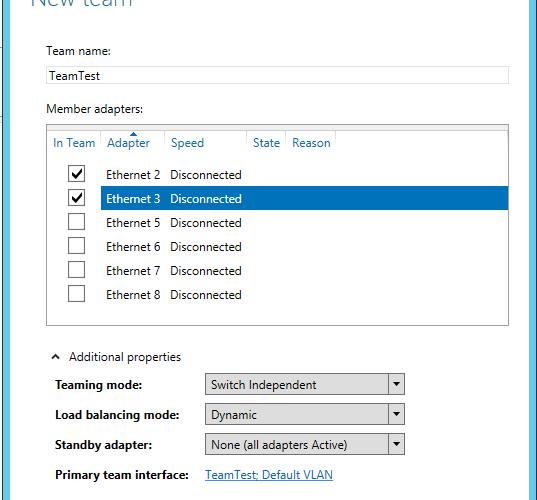 New team
Team name:
TeamTest
Member adapters:
In Team Adapter Speed State Reason
Ethernet 2 Disconnected
Ethernet 3 Disconnected
Ethernet 5 Disconnected
Ethernet 6 Disconnected
Ethernet 7 Disconnected
Ethernet 8 Disconnected
Additional properties
Teaming mode: Switch Independent
Load balancing mode: Dynamic
Standby adapter: None (all adapters Active)
Primary team interface: TeamTest; Default VLAN